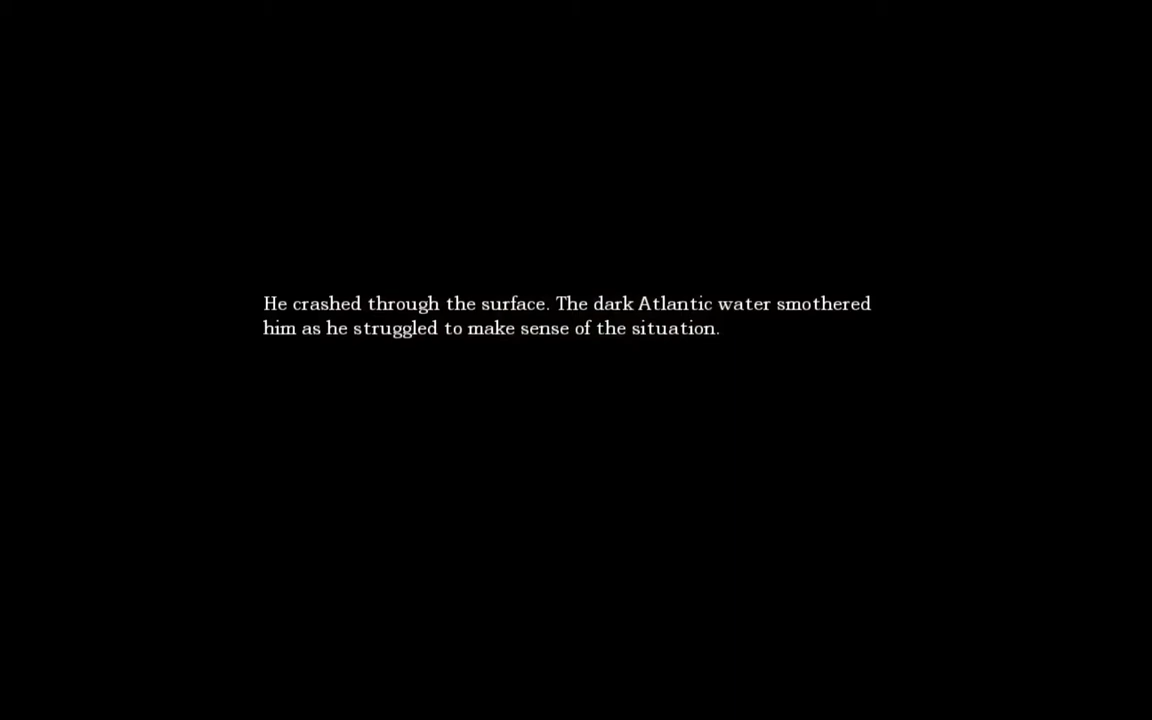 He crashed through the surface. The dark Atlantic water smothered
him as he struggled to make sense of the situation.